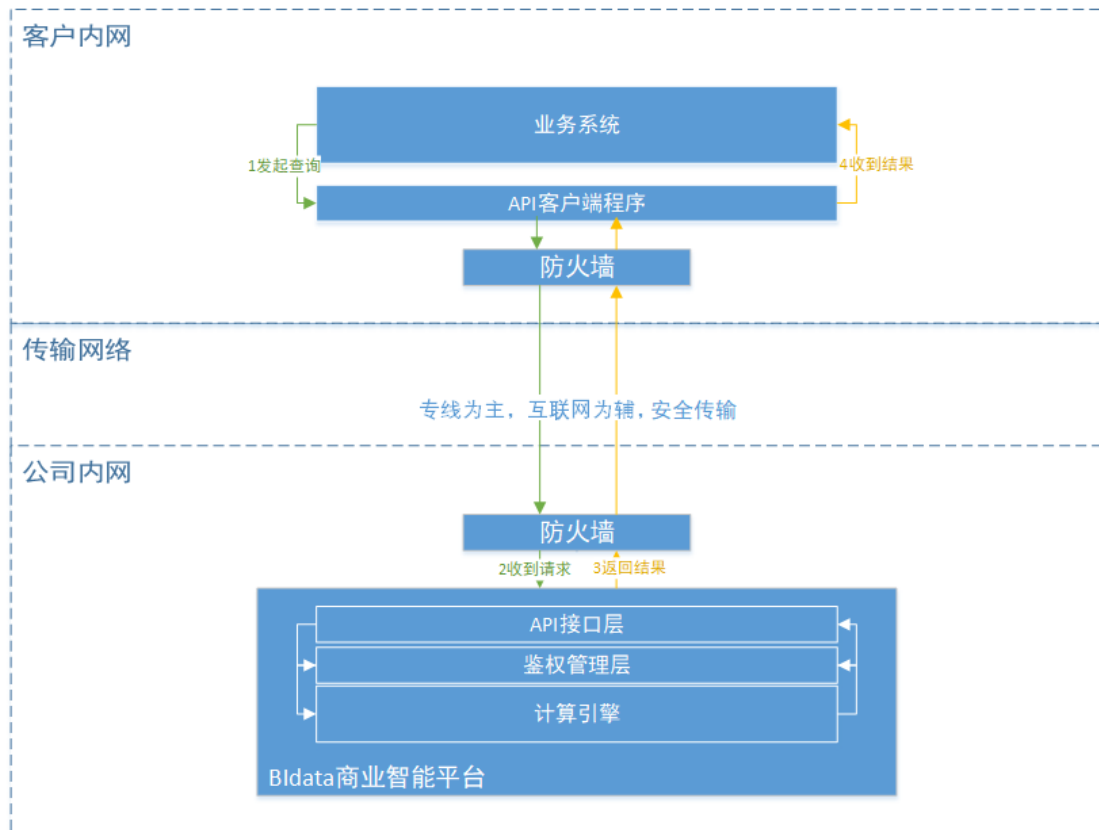 客户内网
业务系统
1发起查询
4收到结果
API客户端程序
防火墙
传输网络
专线为主，互联网为辅，安全传输
公司内网
防火墙
2收到请求
3返回结果
API接口层
鉴权管理层
计算引擎
BIdata商业智能平台